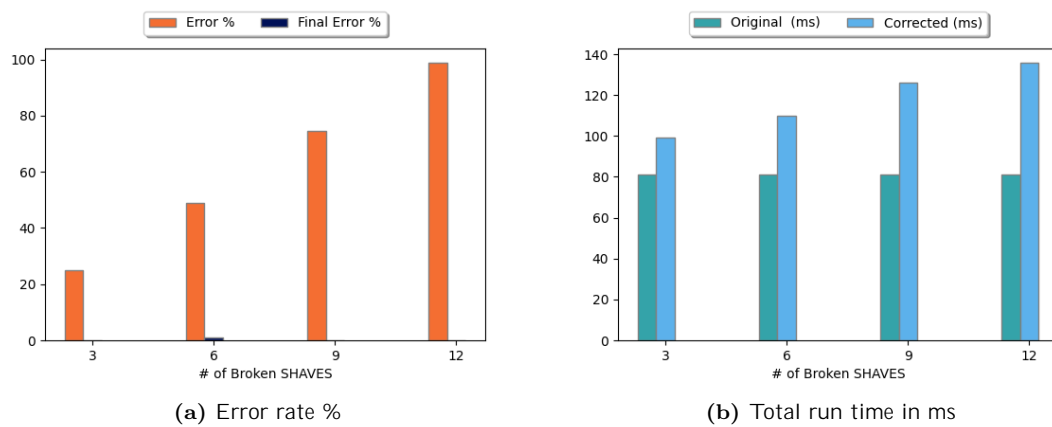 Error % Final Error %
100
80
60
40
20
0
3 6 9 12
# of Broken SHAVES
(a) Error rate %
Original (ms) Corrected (ms)
140
120
100
80
60
40
20
0
3 6 9 12
# of Broken SHAVES
(b) Total run time in ms